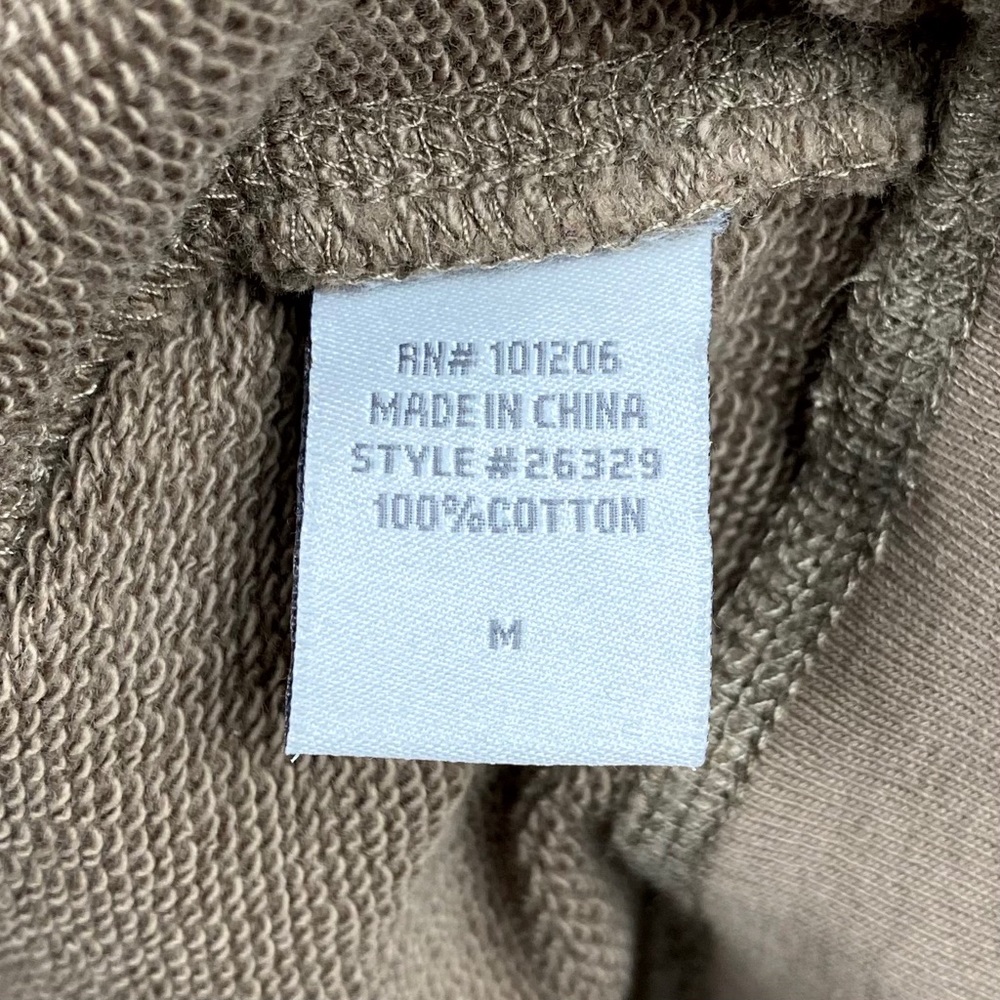 RN# 101206
MADE IN CHINA
STYLE #26329
100%COTTON
M